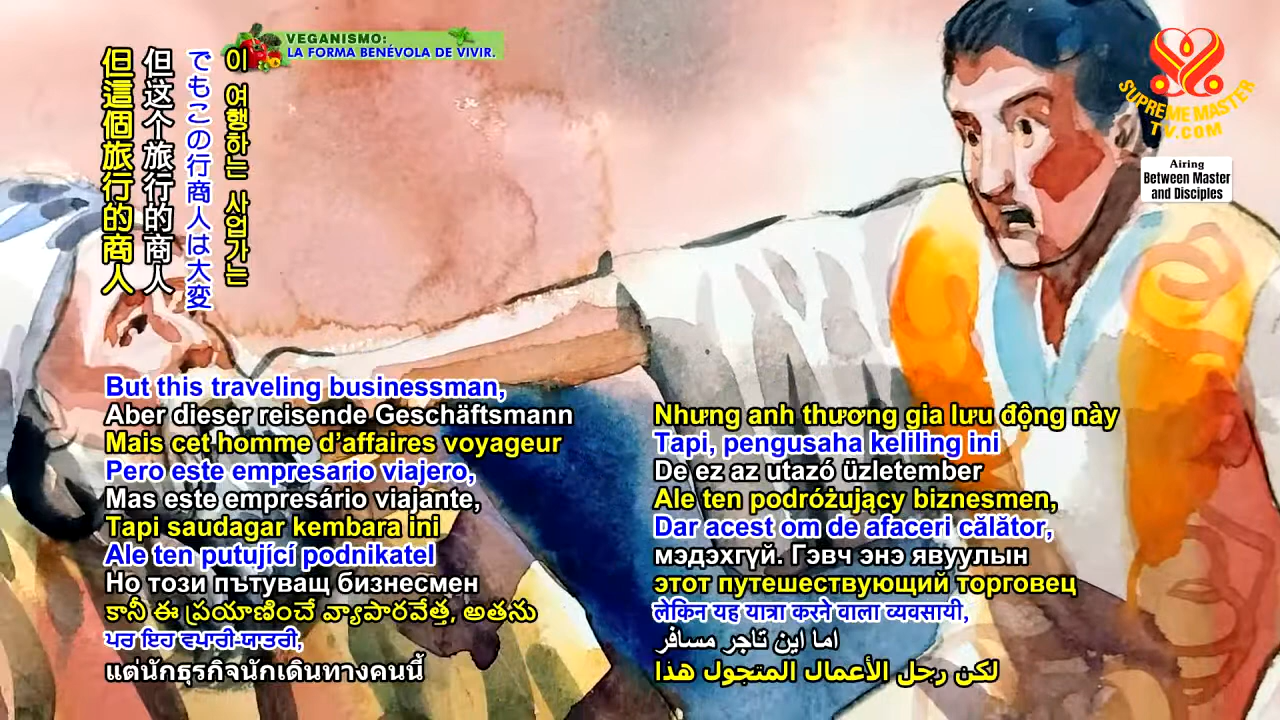 VEGANISMO:
LA FORMA BENÉVOLA DE VIVIR.
SUPREME MASTER
TV.COM
Airing
Between Master
and Disciples
但這個旅行的商人
但这个旅行的商人
でもこの行商人は大変
이 여행하는 사업가는
But this traveling businessman,
Aber dieser reisende Geschäftsmann
Mais cet homme d’affaires voyageur
Pero este empresario viajero,
Mas este empresário viajante,
Tapi saudagar kembara ini
Ale ten putující podnikatel
Но този пътуващ бизнесмен
కానీ ఈ ప్రయాణించే వ్యాపారవేత్త, అతను
ਪਰ ਇਹ ਵਪਾਰੀ-ਯਾਤਰੀ,
แต่นักธุรกิจนักเดินทางคนนี้
Nhưng anh thương gia lưu động này
Tapi, pengusaha keliling ini
De ez az utazó üzletember
Ale ten podróżujący biznesmen,
Dar acest om de afaceri călător,
мэдэхгүй. Гэвч энэ явуулын
этот путешествующий торговец
लेकिन यह यात्रा करने वाला व्यवसायी,
اما این تاجر مسافر
لكن رجل الأعمال المتجول هذا